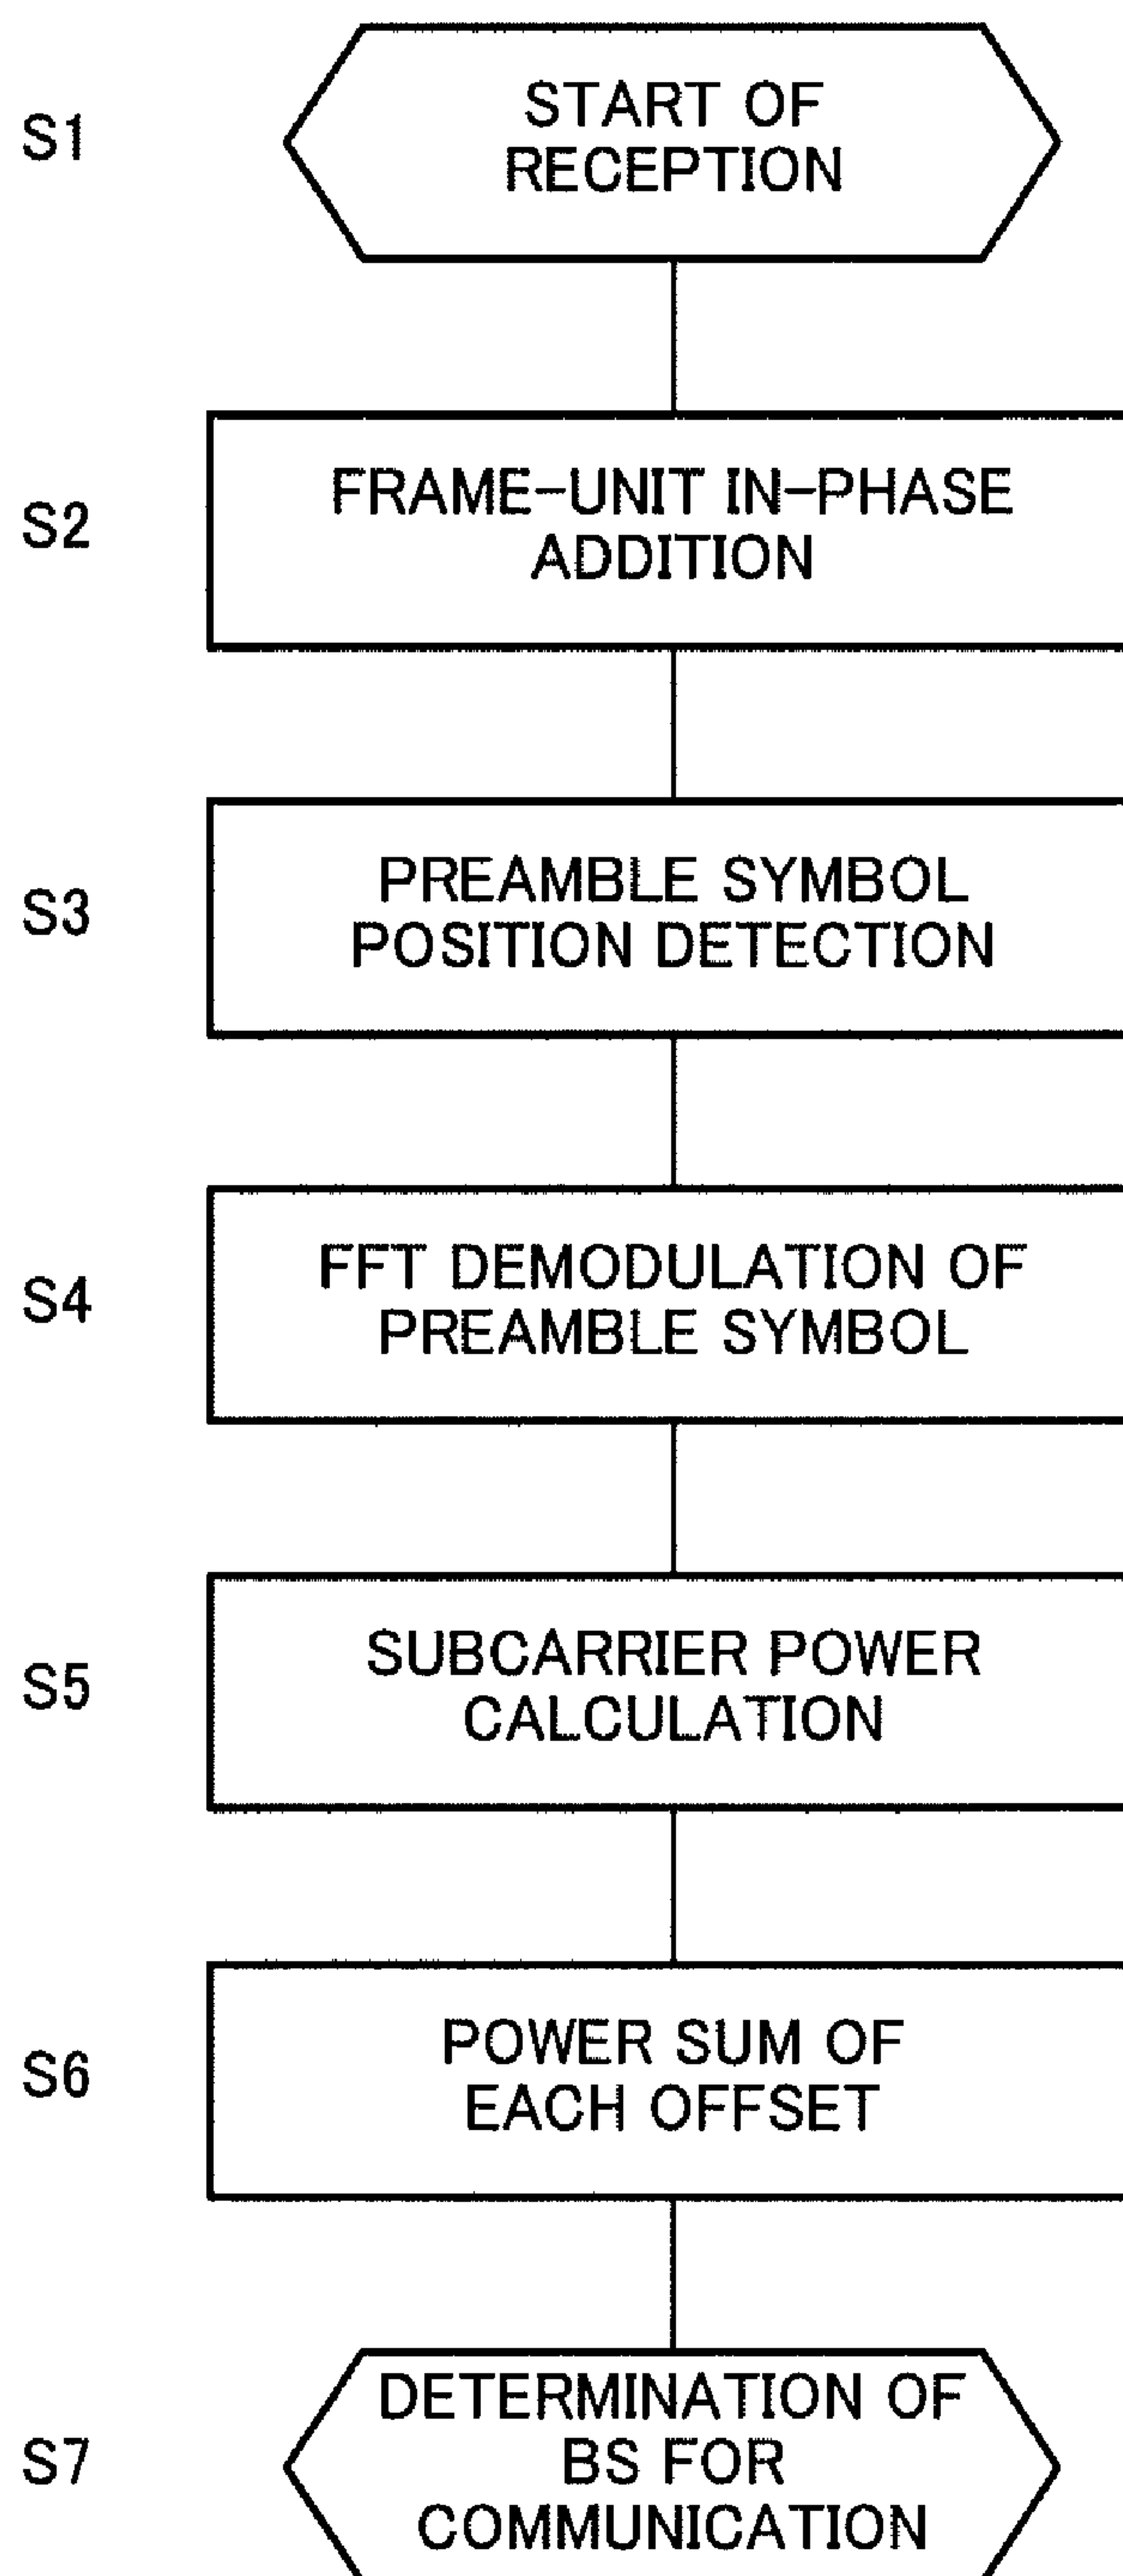 S1
START OF
RECEPTION
S2
FRAME-UNIT IN-PHASE
ADDITION
S3
PREAMBLE SYMBOL
POSITION DETECTION
S4
FFT DEMODULATION OF
PREAMBLE SYMBOL
S5
SUBCARRIER POWER
CALCULATION
S6
POWER SUM OF
EACH OFFSET
S7
DETERMINATION OF
BS FOR
COMMUNICATION